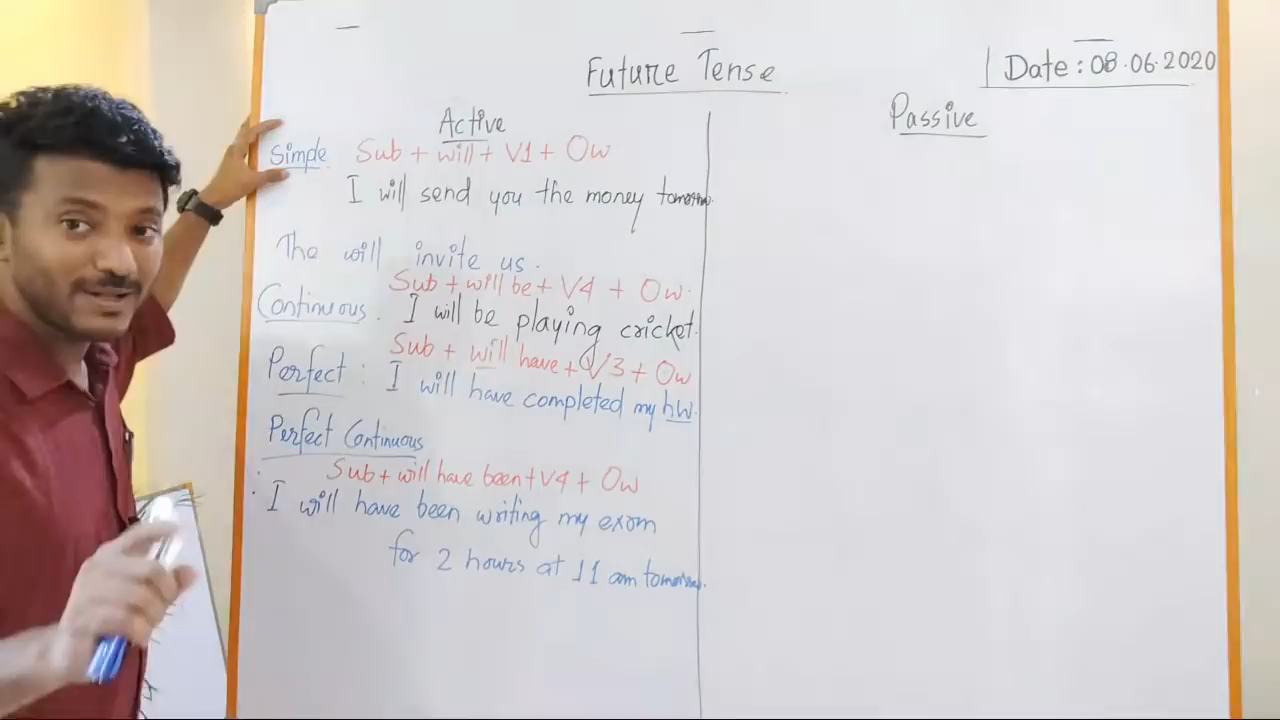 Future Tense
Date : 08.06.2020
Active
Passive
Simple Sub + will + V1 + Ow
I will send you the money tomorrow
The will invite us.
Sub + will be + V4 + Ow.
Continuous. I will be playing cricket.
Sub + will have + V3 + Ow
Perfect : I will have completed my hw.
Perfect Continuous
: Sub + will have been + V4 + Ow
I will have been writing my exam
for 2 hours at 11 am tomorrow.